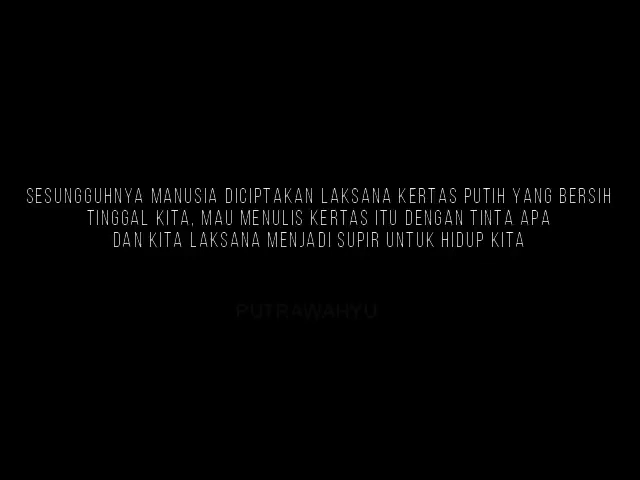 SESUNGGUHNYA MANUSIA DICIPTAKAN LAKSANA KERTAS PUTIH YANG BERSIH
TINGGAL KITA, MAU MENULIS KERTAS ITU DENGAN TINTA APA
DAN KITA LAKSANA MENJADI SUPIR UNTUK HIDUP KITA
PUTRAWAHYU